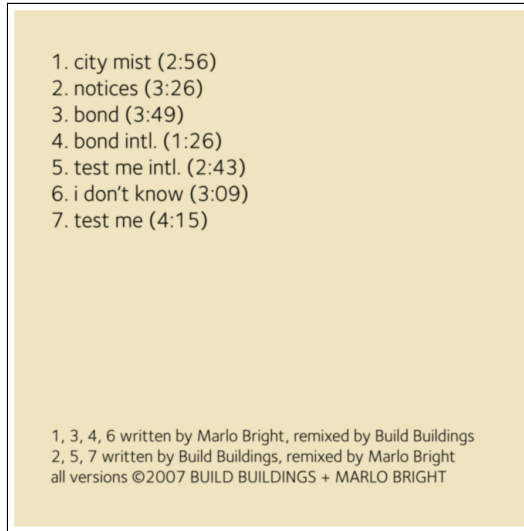 1. city mist (2:56)
2. notices (3:26)
3. bond (3:49)
4. bond intl. (1:26)
5. test me intl. (2:43)
6. i don't know (3:09)
7. test me (4:15)
1, 3, 4, 6 written by Marlo Bright, remixed by Build Buildings
2, 5, 7 written by Build Buildings, remixed by Marlo Bright
all versions ©2007 BUILD BUILDINGS + MARLO BRIGHT